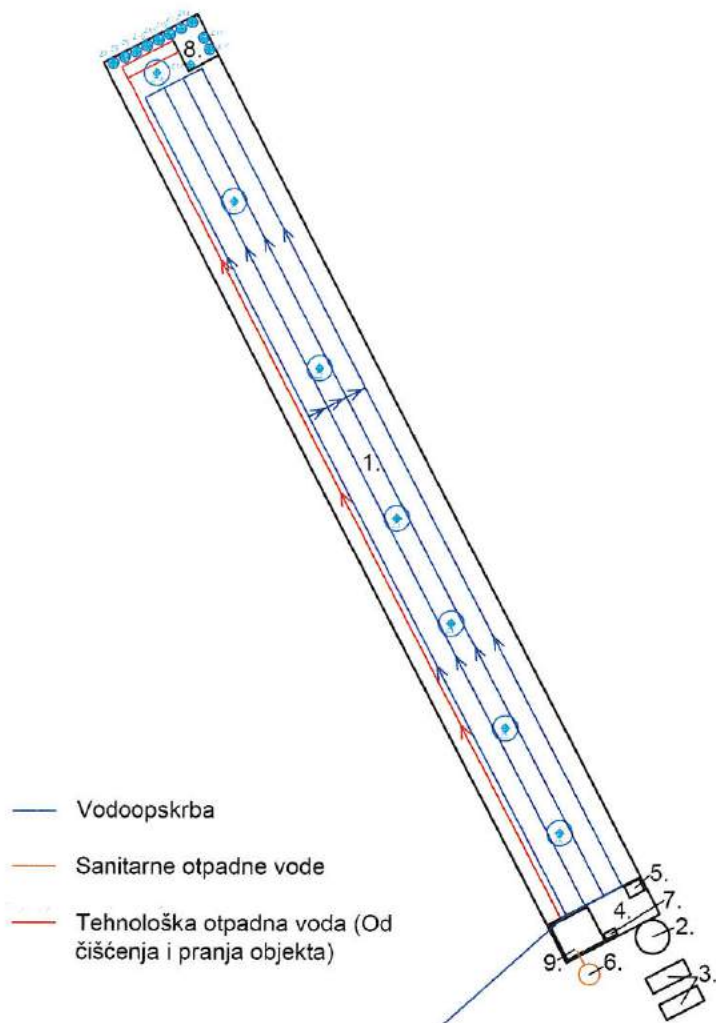 8.
1.
5.
7.
4.
2.
9.
6.
3.
Vodoopskrba
Sanitarne otpadne vode
Tehnološka otpadna voda (Od
čišćenja i pranja objekta)